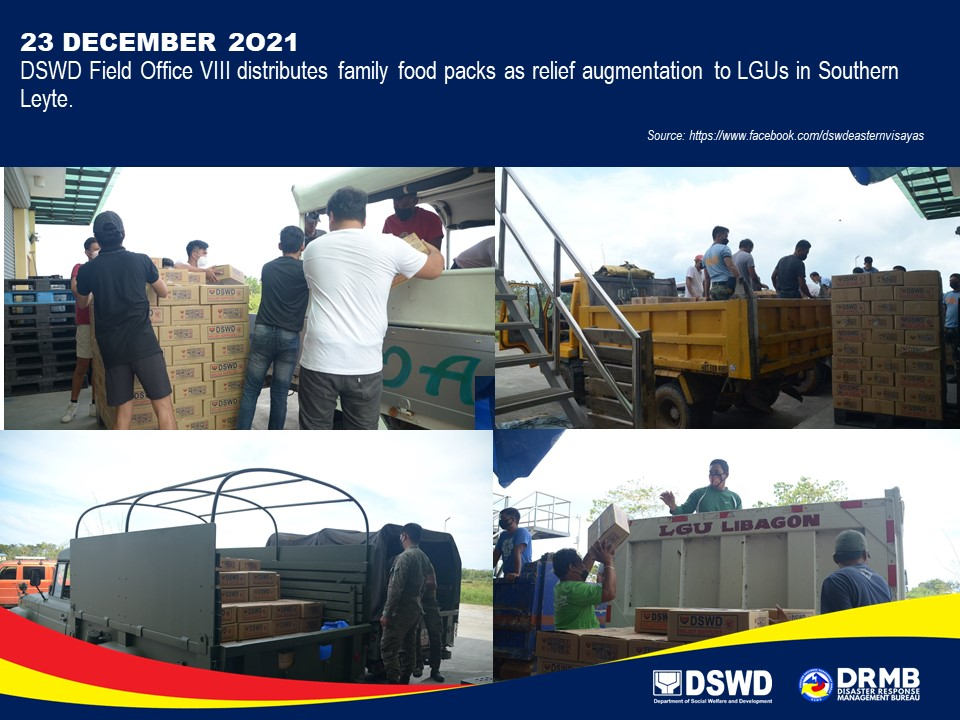 23 DECEMBER 2021
DSWD Field Office VIII distributes family food packs as relief augmentation to LGUs in Southern
Leyte.
Source: https://www.facebook.com/dswdeasternvisayas
DSWD
DSWD
DSWD
DSWD
OA
LGU LIBAGON
DSWD
DSWD
DSWD
DSWD
DSWD
DSWD
Department of Social Welfare and Development
DRMB
DISASTER RESPONSE
MANAGEMENT BUREAU